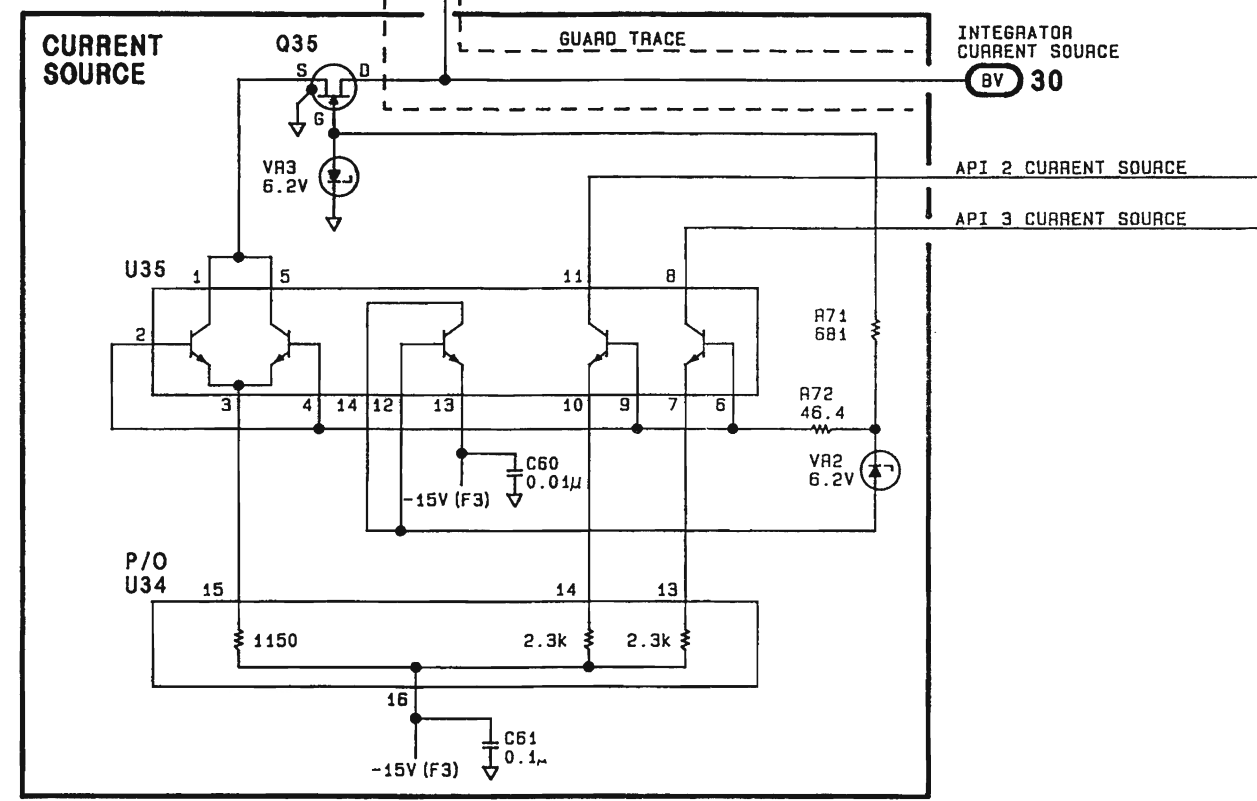 CURRENT
SOURCE
Q35
S
D
G
GUARD TRACE
INTEGRATOR
CURRENT SOURCE
BV
30
VR3
6.2V
API 2 CURRENT SOURCE
API 3 CURRENT SOURCE
U35
1
5
11
8
2
R71
681
3
4
14
12
13
10
9
7
6
R72
46.4
C60
0.01µ
-15V(F3)
VR2
6.2V
P/O
U34
15
14
13
1150
2.3k
2.3k
16
C61
0.1µ
-15V(F3)